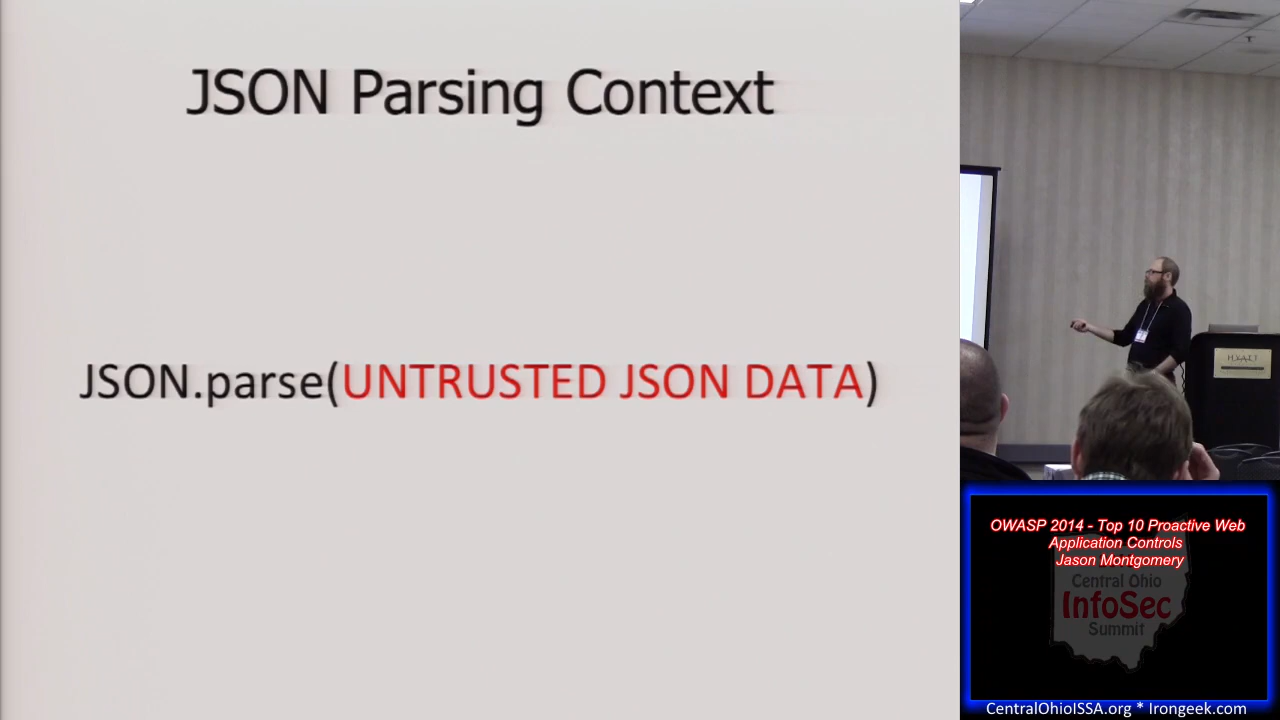 JSON Parsing Context
JSON.parse(UNTRUSTED JSON DATA)
HYATT
OWASP 2014 - Top 10 Proactive Web
Application Controls
Jason Montgomery
Central Ohio
InfoSec
Summit
CentralOhioISSA.org * Irongeek.com